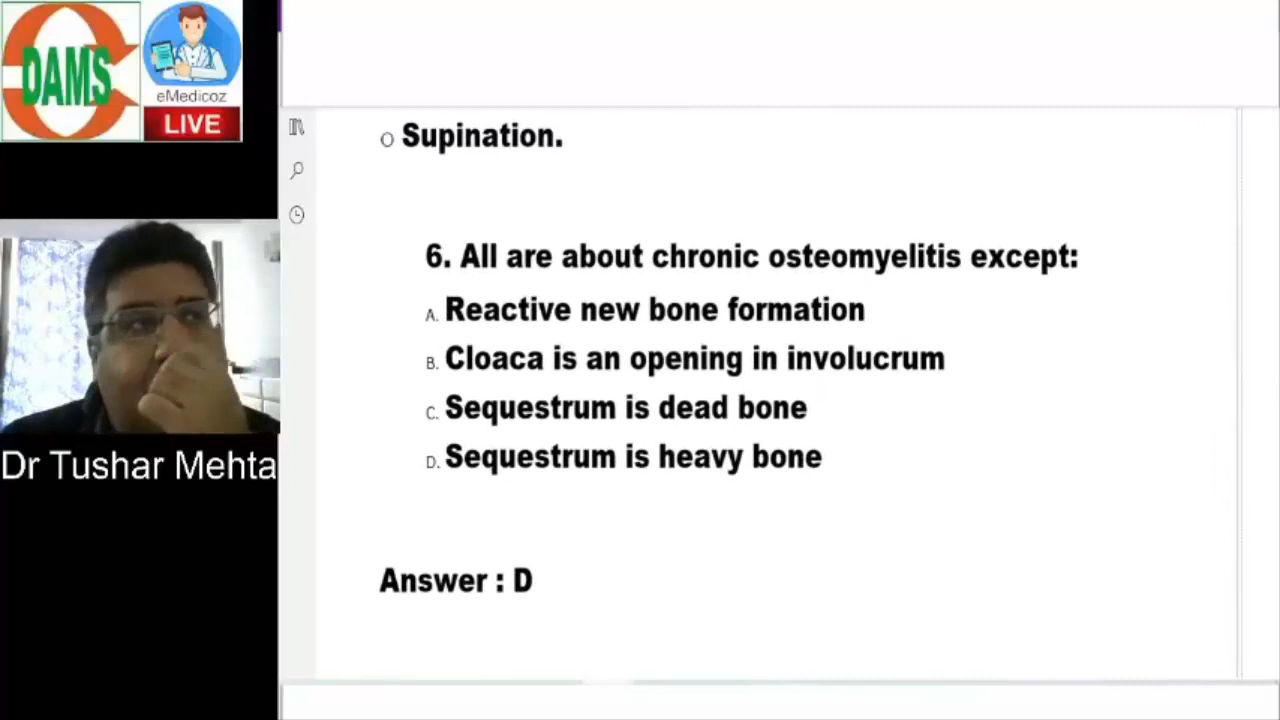 DAMS
eMedicoz
LIVE
Dr Tushar Mehta
o Supination.
6. All are about chronic osteomyelitis except:
A. Reactive new bone formation
B. Cloaca is an opening in involucrum
C. Sequestrum is dead bone
D. Sequestrum is heavy bone
Answer : D